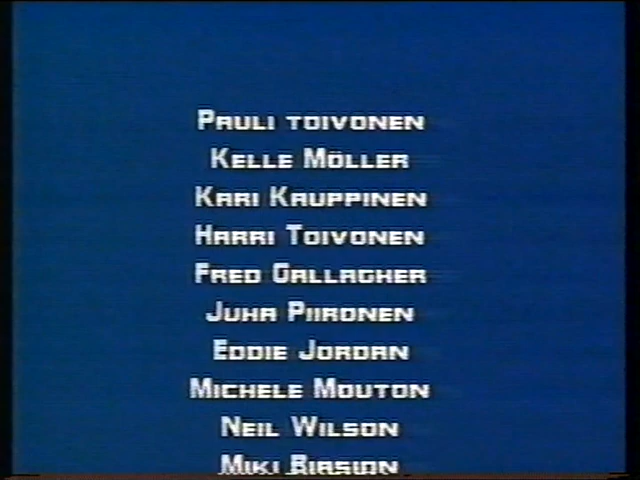 Pauli toivonen
Kelle Möller
Kari Kauppinen
Harri Toivonen
Fred Gallagher
Juha Piironen
Eddie Jordan
Michele Mouton
Neil Wilson
Miki Birsion